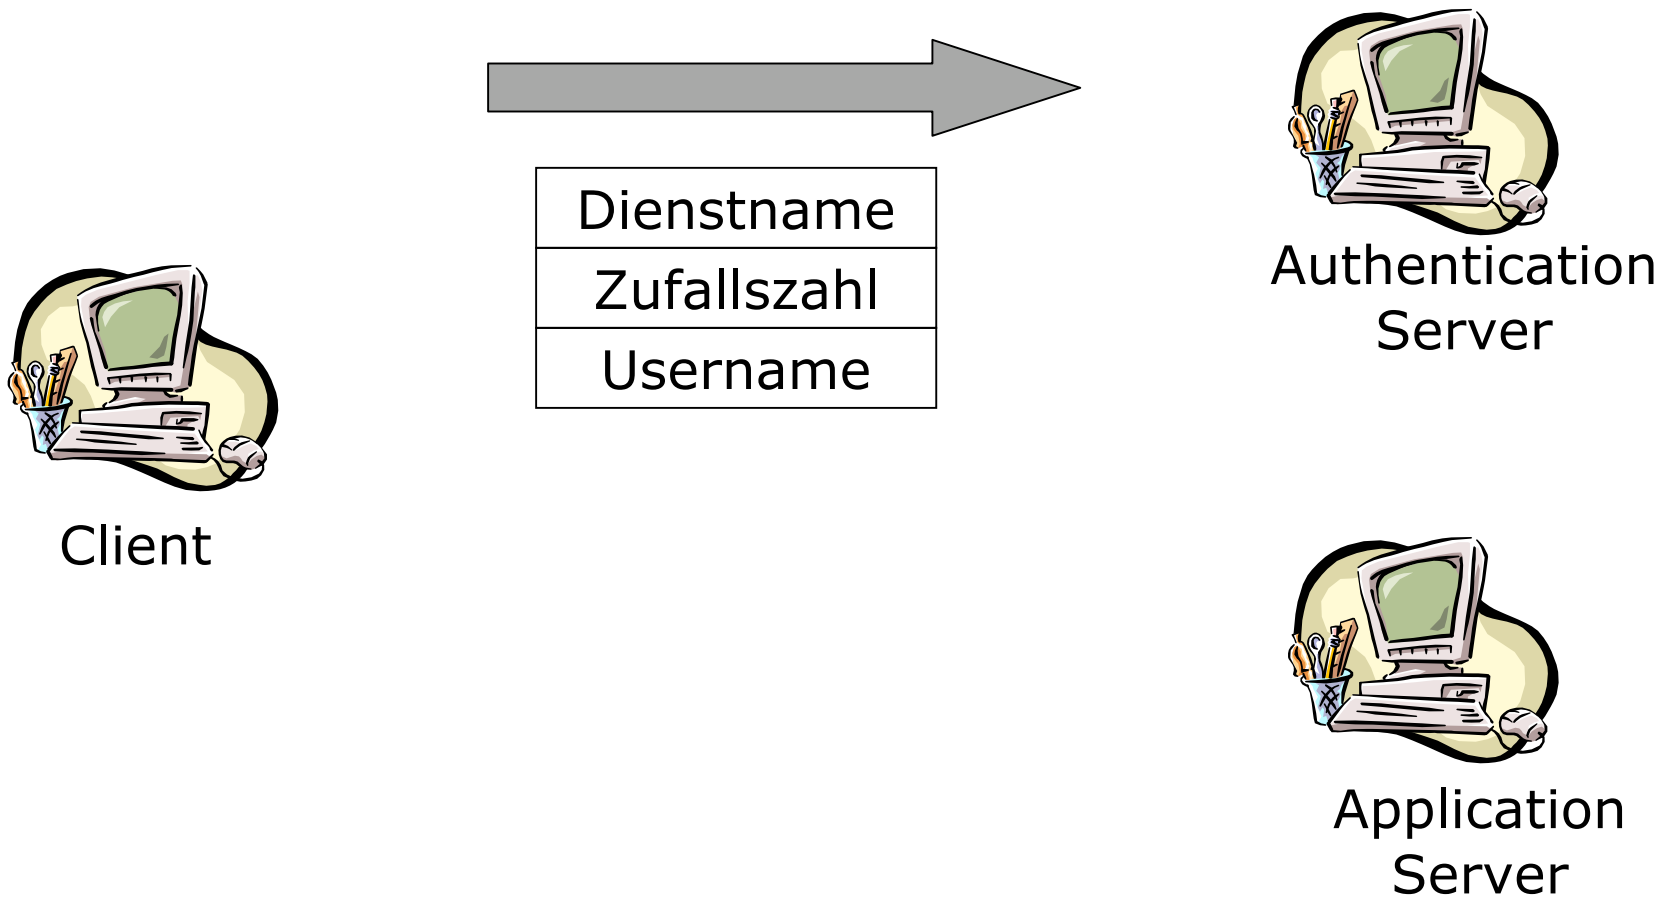 Dienstname
Zufallszahl
Username
Authentication
Server
Client
Application
Server